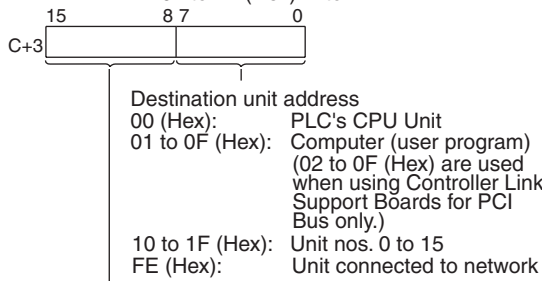 15 8 7 0
C+3
Destination unit address
00 (Hex): PLC's CPU Unit
01 to 0F (Hex): Computer (user program)
(02 to 0F (Hex) are used
when using Controller Link
Support Boards for PCI
Bus only.)
10 to 1F (Hex): Unit nos. 0 to 15
FE (Hex): Unit connected to network